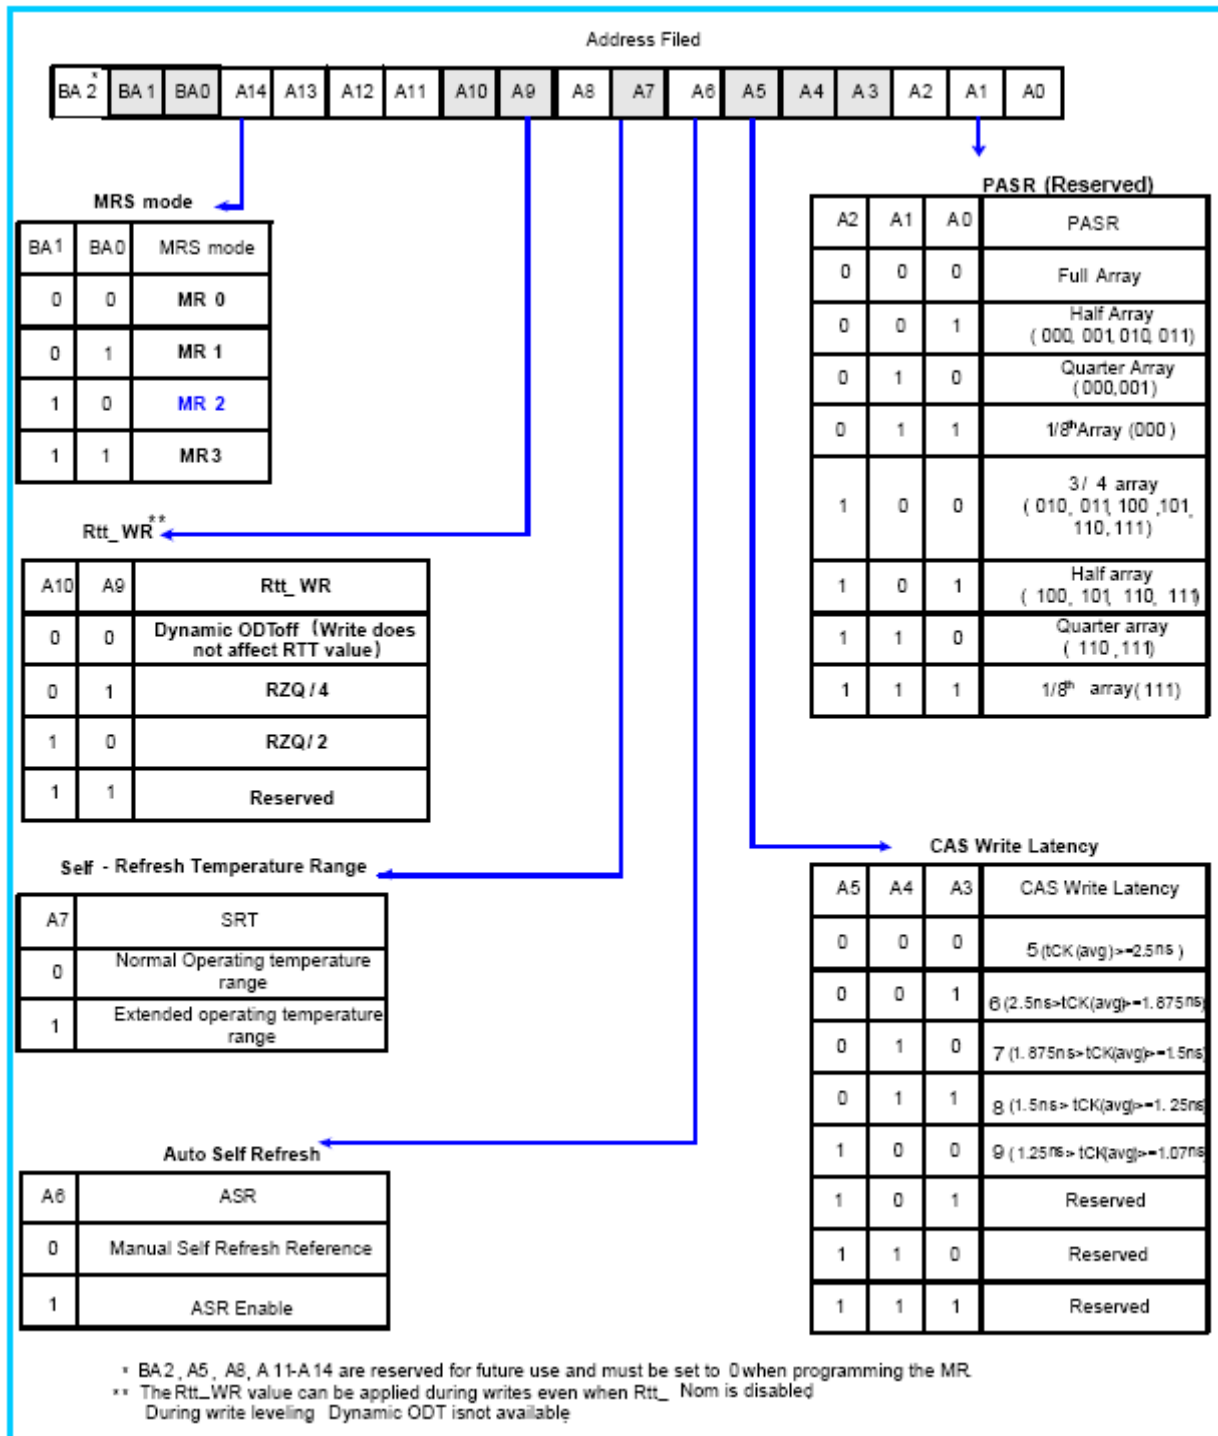 Address Filed
BA 2* BA 1 BA0 A14 A13 A12 A11 A10 A9 A8 A7 A6 A5 A4 A3 A2 A1 A0
MRS mode
BA1 BA0 MRS mode
0 0 MR 0
0 1 MR 1
1 0 MR 2
1 1 MR3
PASR (Reserved)
A2 A1 A0 PASR
0 0 0 Full Array
0 0 1 Half Array
( 000, 001, 010, 011)
0 1 0 Quarter Array
(000,001)
0 1 1 1/8th Array (000 )
1 0 0 3/ 4 array
( 010, 011, 100 ,101,
110, 111)
1 0 1 Half array
( 100, 101, 110, 111)
1 1 0 Quarter array
( 110 ,111)
1 1 1 1/8th array( 111)
Rtt_ WR**
A10 A9 Rtt_ WR
0 0 Dynamic ODToff (Write does
not affect RTT value)
0 1 RZQ / 4
1 0 RZQ/ 2
1 1 Reserved
Self - Refresh Temperature Range
A7 SRT
0 Normal Operating temperature
range
1 Extended operating temperature
range
CAS Write Latency
A5 A4 A3 CAS Write Latency
0 0 0 5 (tCK (avg )>=2.5ns )
0 0 1 6 (2.5ns>tCK(avg)>=1.875ns)
0 1 0 7 (1.875ns>tCK(avg)>=1.5ns)
0 1 1 8 (1.5ns> tCK(avg)>=1.25ns)
1 0 0 9 (1.25ns> tCK(avg)>=1.07ns)
1 0 1 Reserved
1 1 0 Reserved
1 1 1 Reserved
Auto Self Refresh
A6 ASR
0 Manual Self Refresh Reference
1 ASR Enable
* BA2 , A5 , A8, A 11-A14 are reserved for future use and must be set to 0 when programming the MR.
** The Rtt_WR value can be applied during writes even when Rtt_ Nom is disabled
During write leveling Dynamic ODT isnot available